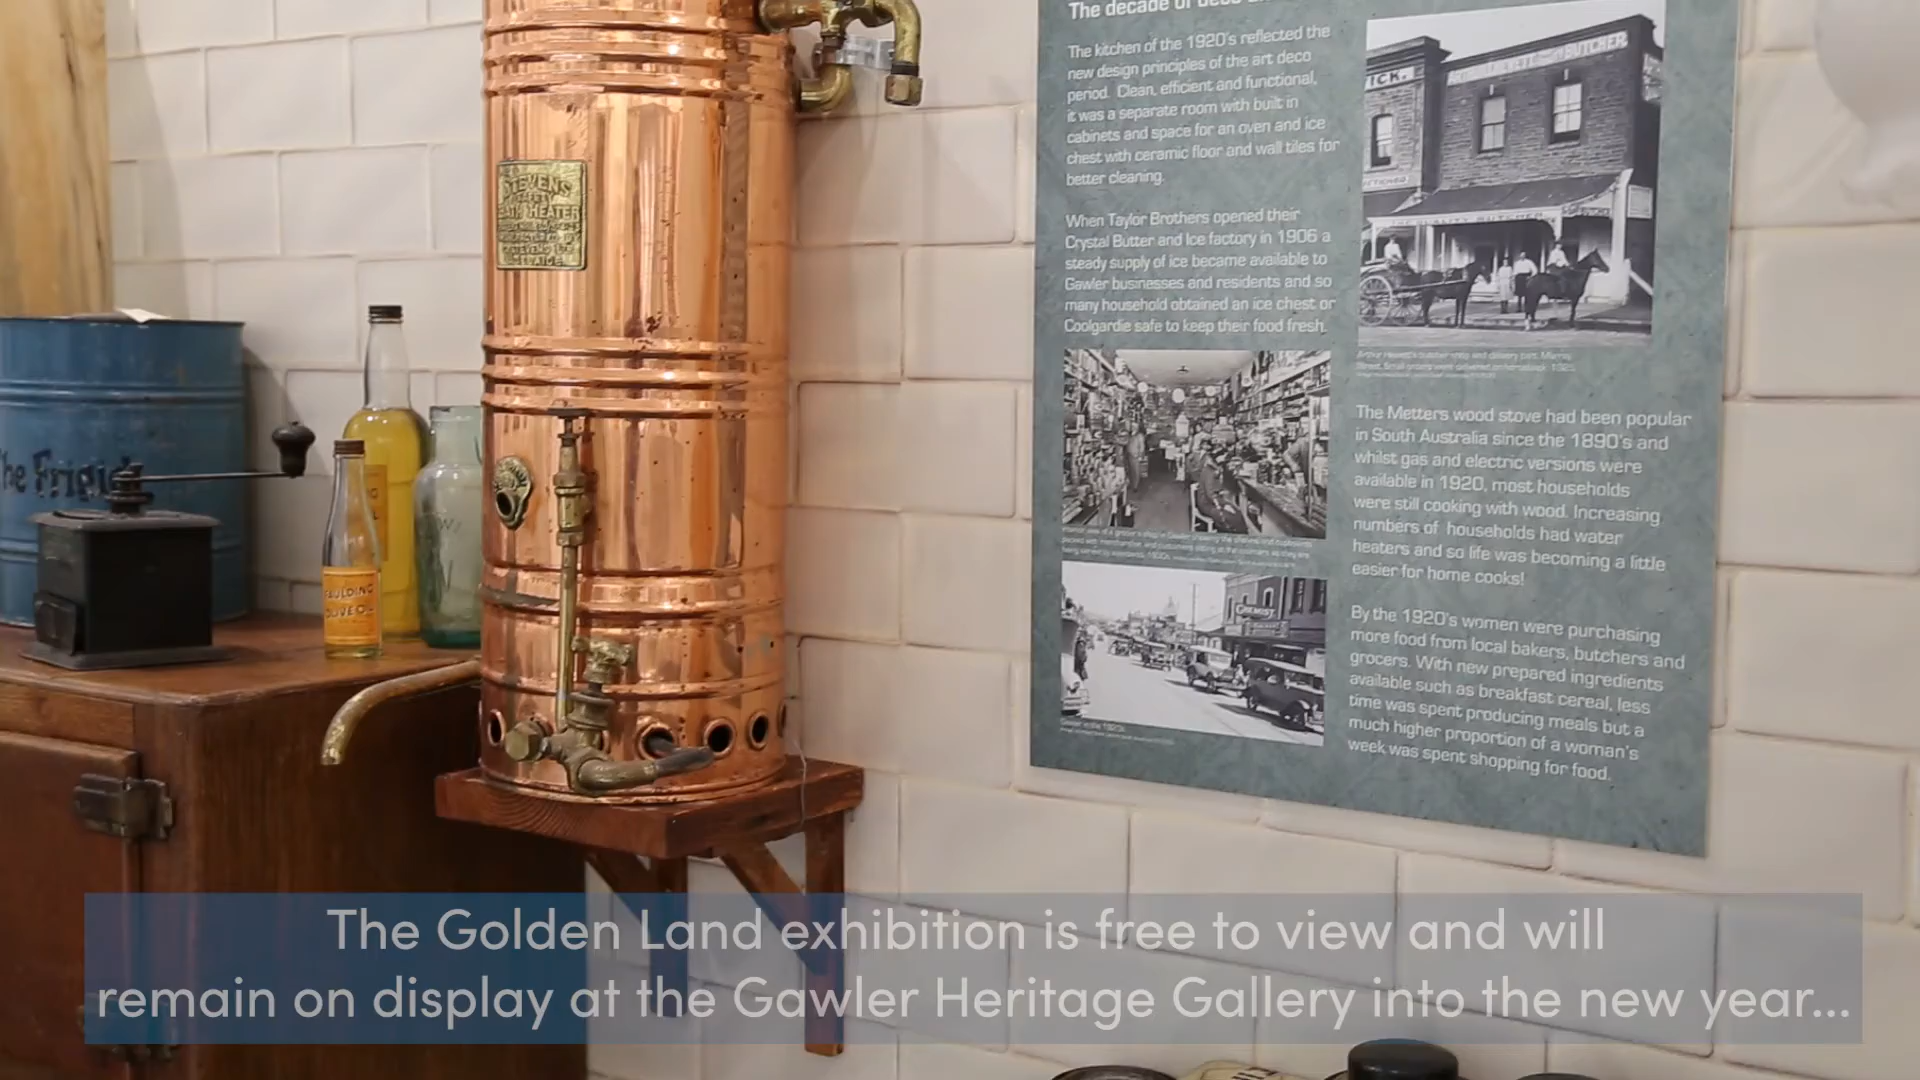 The decade of
The kitchen of the 1920's reflected the
new design principles of the art deco
period. Clean, efficient and functional,
it was a separate room with built in
cabinets and space for an oven and ice
chest with ceramic floor and wall tiles for
better cleaning.
When Taylor Brothers opened their
Crystal Butter and Ice factory in 1906 a
steady supply of ice became available to
Gawler businesses and residents and so
many household obtained an ice chest or
Coolgardie safe to keep their food fresh.
The Metters wood stove had been popular
in South Australia since the 1890's and
whilst gas and electric versions were
available in 1920, most households
were still cooking with wood. Increasing
numbers of households had water
heaters and so life was becoming a little
easier for home cooks!
By the 1920's women were purchasing
more food from local bakers, butchers and
grocers. With new prepared ingredients
available such as breakfast cereal, less
time was spent producing meals but a
much higher proportion of a woman's
week was spent shopping for food.
BUTCHER
QUALITY BUTCHER
CHEMIST
STEVENS
BATH HEATER
The Frigid
FAULDING
OLIVE OIL
The Golden Land exhibition is free to view and will
remain on display at the Gawler Heritage Gallery into the new year...